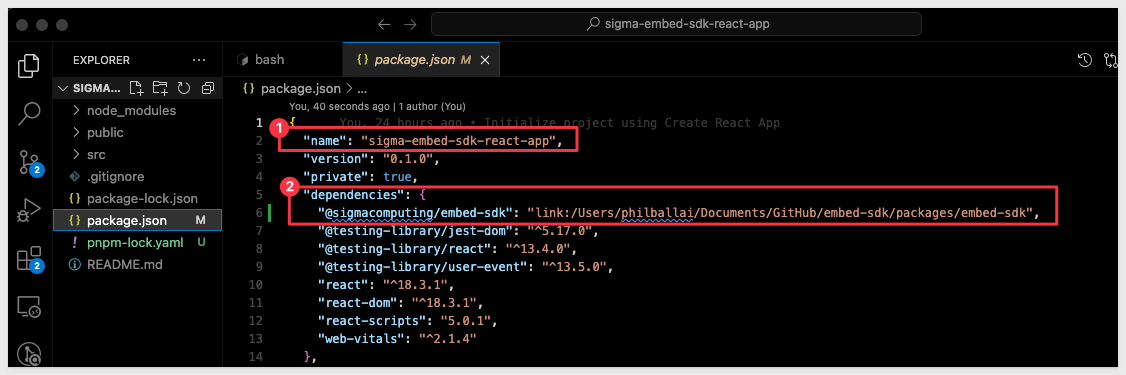 sigma-embed-sdk-react-app
EXPLORER
bash
{} package.json M
SIGMA...
{} package.json > ...
node_modules
public
src
.gitignore
{} package-lock.json
{} package.json M
! pnpm-lock.yaml U
README.md
2
2
You, 40 seconds ago | 1 author (You)
1 { You, 24 hours ago • Initialize project using Create React App
1
2 "name": "sigma-embed-sdk-react-app",
3 "version": "0.1.0",
4 "private": true,
2
5 "dependencies": {
6 "@sigmacomputing/embed-sdk": "link:/Users/philballai/Documents/GitHub/embed-sdk/packages/embed-sdk",
7 "@testing-library/jest-dom": "^5.17.0",
8 "@testing-library/react": "^13.4.0",
9 "@testing-library/user-event": "^13.5.0",
10 "react": "^18.3.1",
11 "react-dom": "^18.3.1",
12 "react-scripts": "5.0.1",
13 "web-vitals": "^2.1.4"
14 },